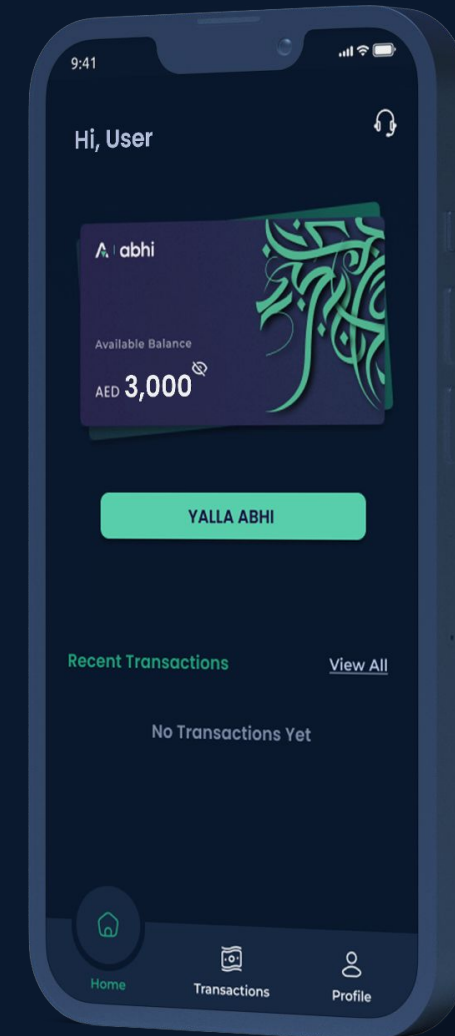 9:41
Hi, User
abhi
Available Balance
AED 3,000
YALLA ABHI
Recent Transactions
View All
No Transactions Yet
Home
Transactions
Profile